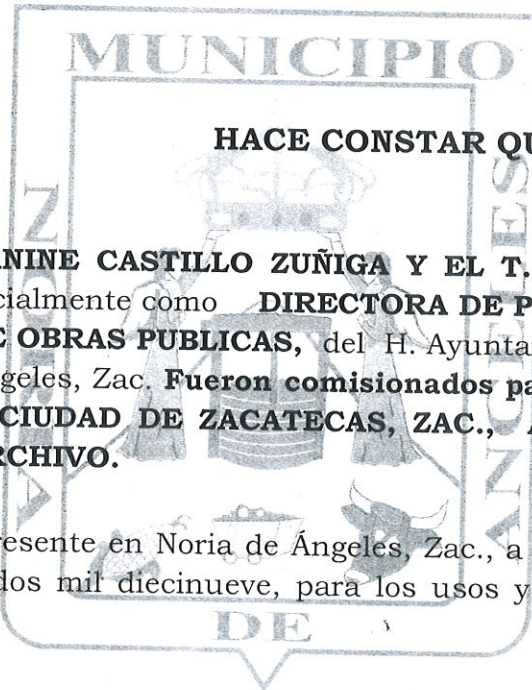 MUNICIPIO
HACE CONSTAR QU
NORIA
ANGELES
ANINE CASTILLO ZUÑIGA Y EL T
cialmente como DIRECTORA DE P
E OBRAS PUBLICAS, del H. Ayunta
geles, Zac. Fueron comisionados pa
CIUDAD DE ZACATECAS, ZAC.,
RCHIVO.
resente en Noria de Ángeles, Zac., a
dos mil diecinueve, para los usos y
DE